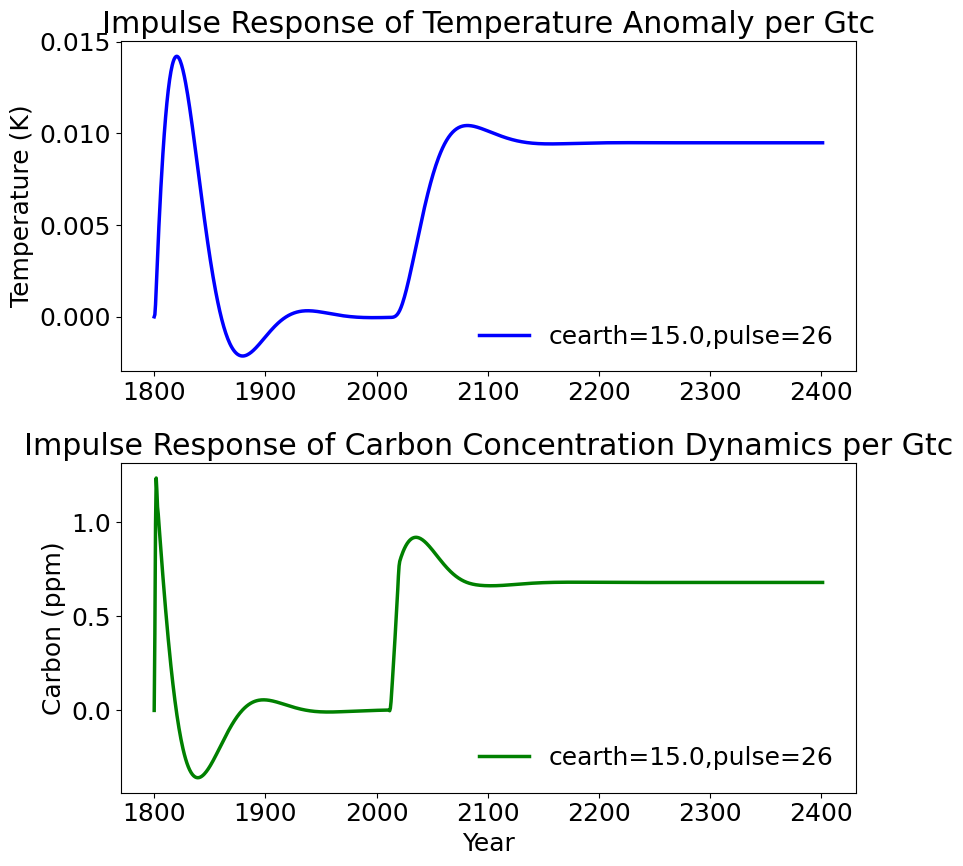 Impulse Response of Temperature Anomaly per Gtc
Temperature (K)
0.015
0.010
0.005
0.000
cearth=15.0,pulse=26
1800 1900 2000 2100 2200 2300 2400
Impulse Response of Carbon Concentration Dynamics per Gtc
Carbon (ppm)
1.0
0.5
0.0
cearth=15.0,pulse=26
1800 1900 2000 2100 2200 2300 2400
Year